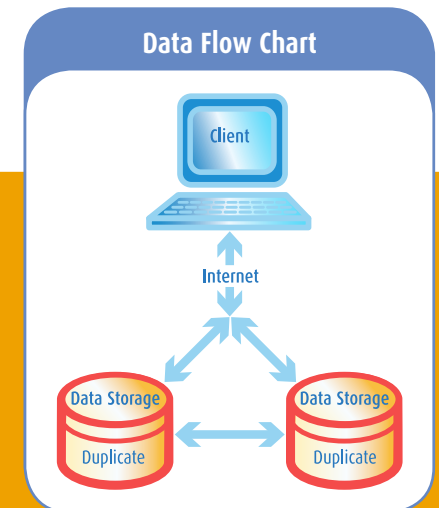 Data Flow Chart
Client
Internet
Data Storage
Duplicate
Data Storage
Duplicate